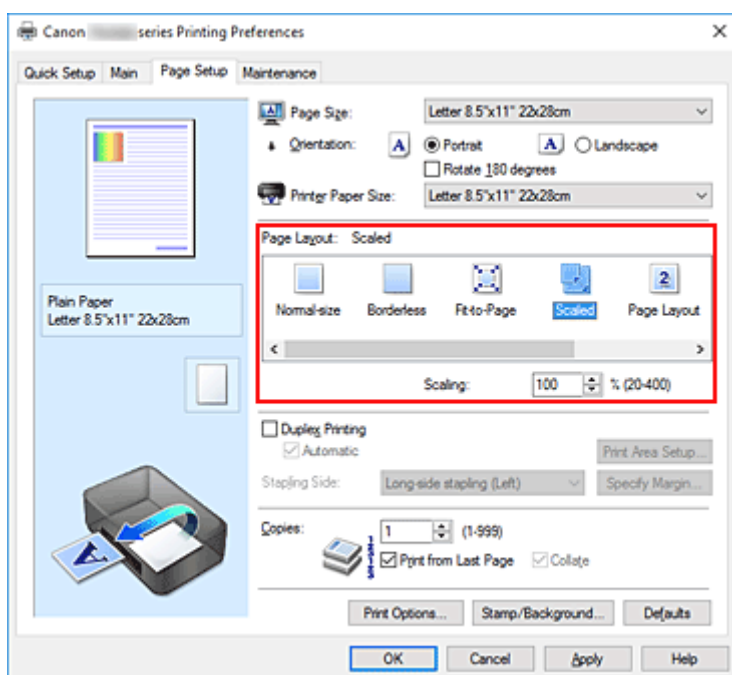 Canon series Printing Preferences
Quick Setup Main Page Setup Maintenance
Page Size: Letter 8.5"x11" 22x28cm
Orientation: A Portrait A Landscape
Rotate 180 degrees
Printer Paper Size: Letter 8.5"x11" 22x28cm
Page Layout: Scaled
Normal-size Borderless Fit-to-Page Scaled Page Layout
Scaling: 100 % (20-400)
Plain Paper
Letter 8.5"x11" 22x28cm
Duplex Printing
Automatic Print Area Setup...
Stapling Side: Long-side stapling (Left) Specify Margin...
Copies: 1 (1-999)
Print from Last Page Collate
Print Options... Stamp/Background... Defaults
OK Cancel Apply Help